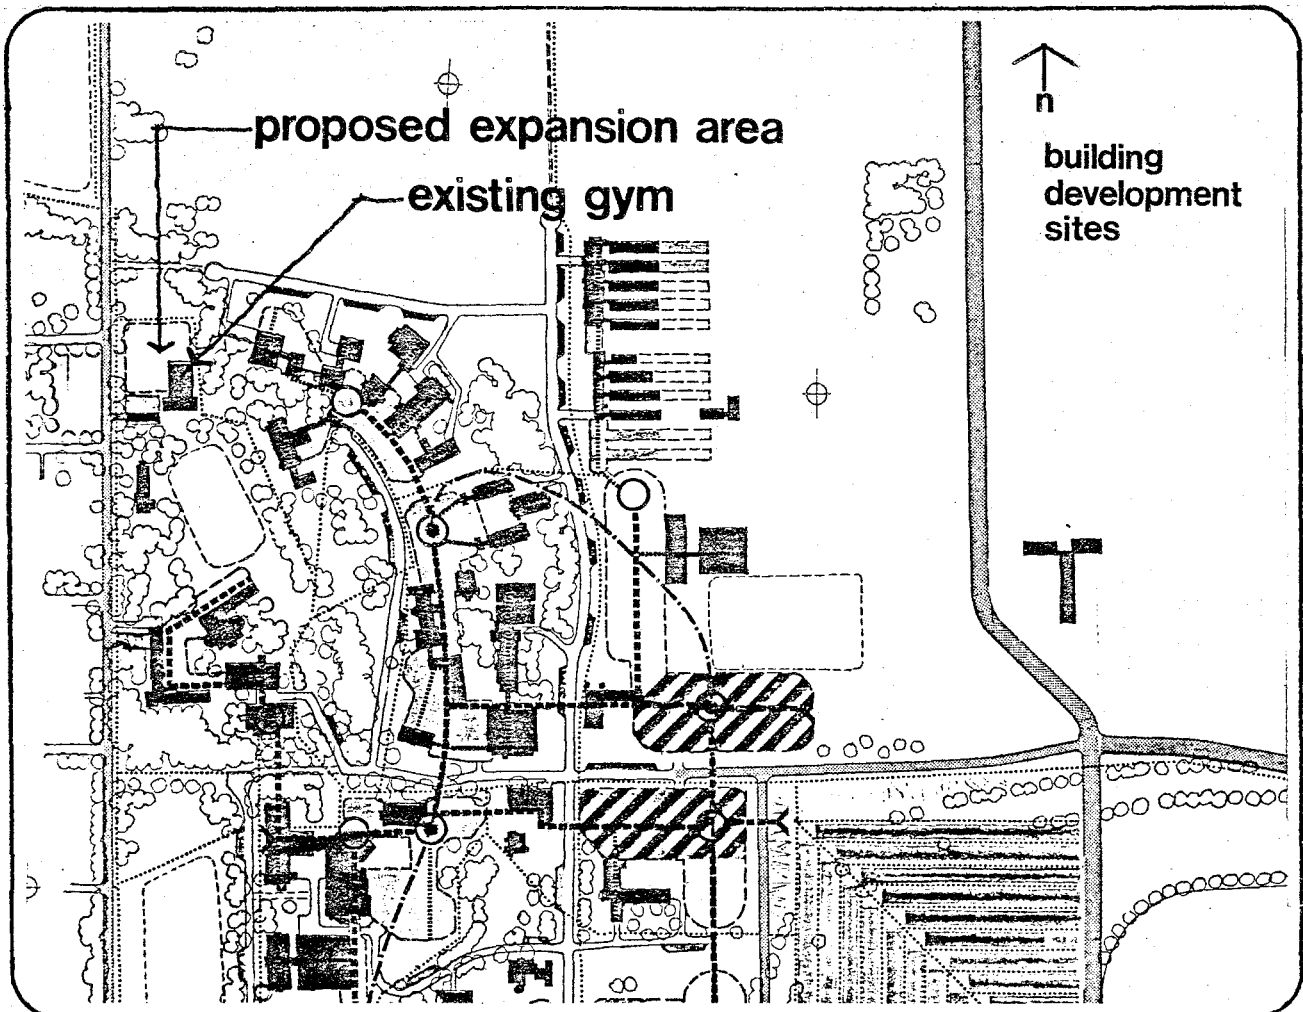 proposed expansion area
existing gym
n
building
development
sites